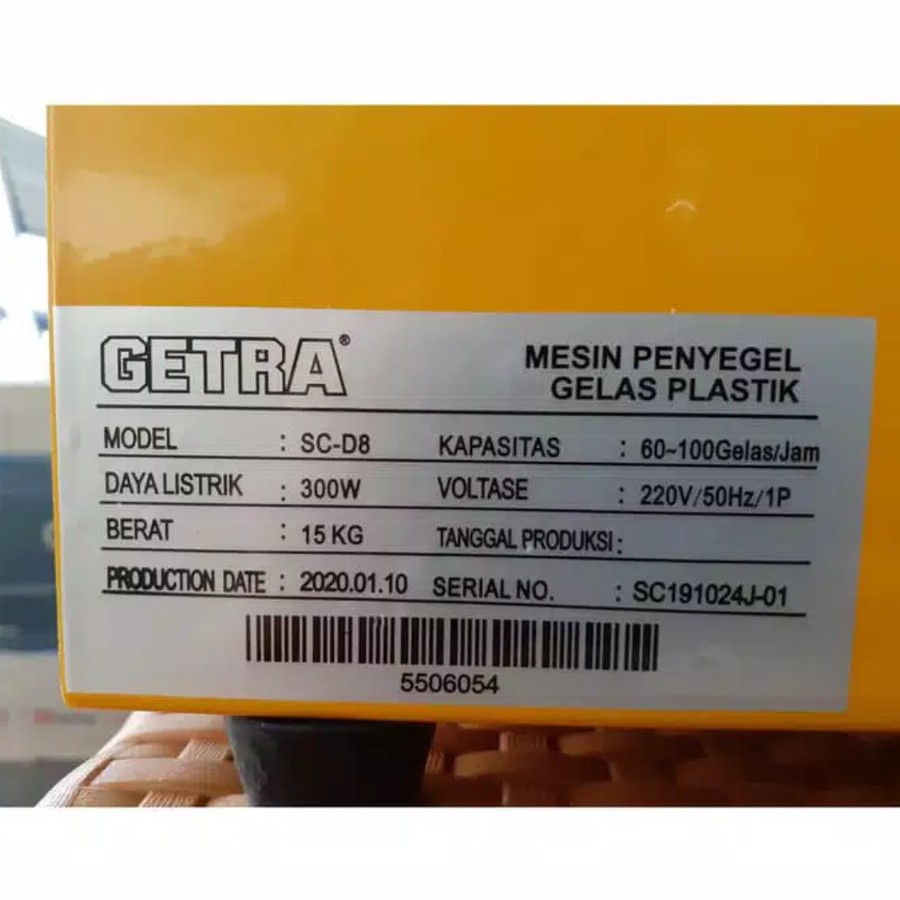 GETRA®
MESIN PENYEGEL
GELAS PLASTIK
MODEL : SC-D8 KAPASITAS : 60~100Gelas/Jam
DAYA LISTRIK : 300W VOLTASE : 220V/50Hz/1P
BERAT : 15 KG TANGGAL PRODUKSI :
PRODUCTION DATE : 2020.01.10 SERIAL NO. : SC191024J-01
5506054